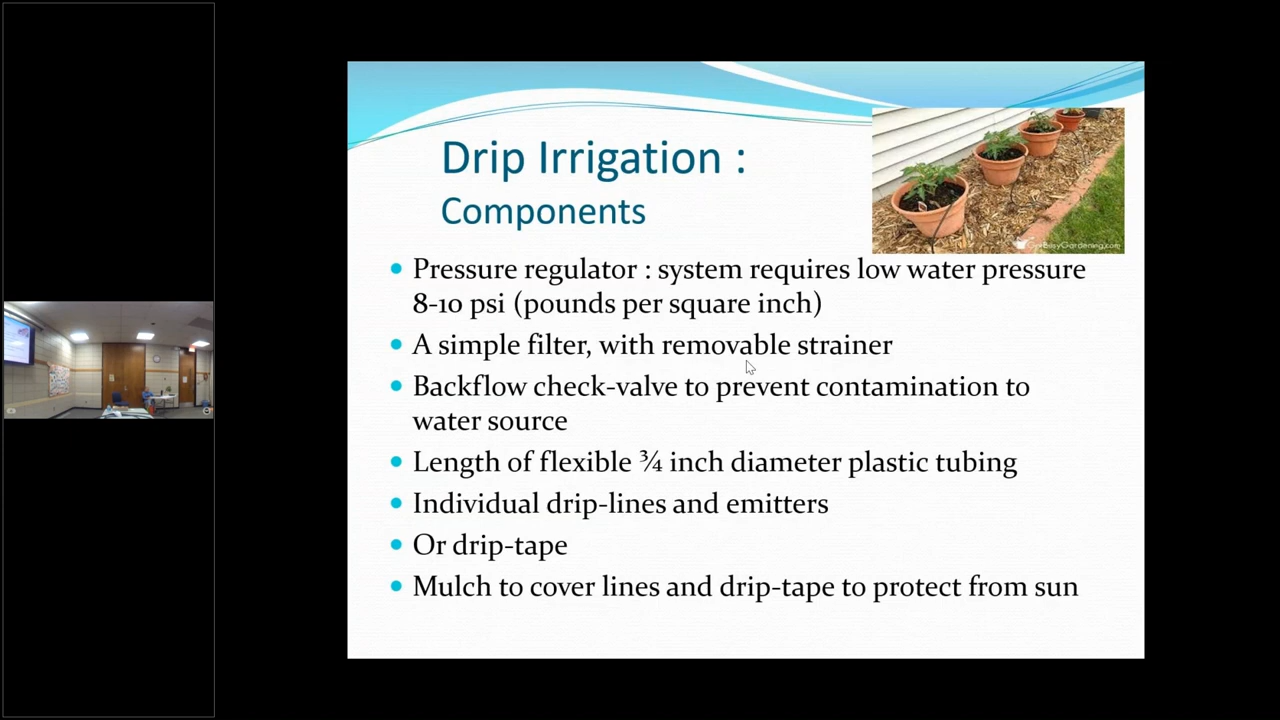 Drip Irrigation :
Components
GetBusyGardening.com
• Pressure regulator : system requires low water pressure
8-10 psi (pounds per square inch)
• A simple filter, with removable strainer
• Backflow check-valve to prevent contamination to
water source
• Length of flexible ¾ inch diameter plastic tubing
• Individual drip-lines and emitters
• Or drip-tape
• Mulch to cover lines and drip-tape to protect from sun